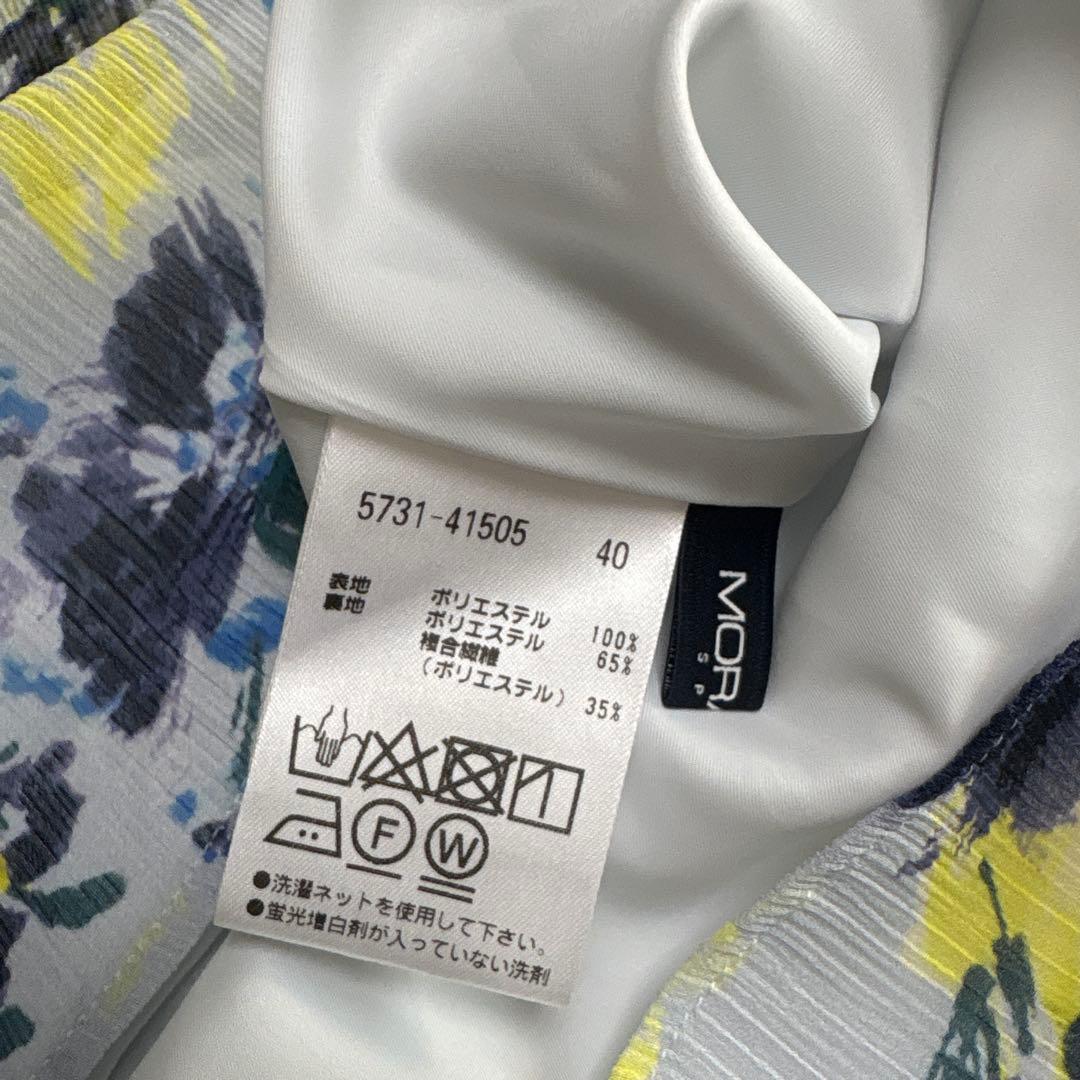 5731-41505 40
表地 ポリエステル 100%
裏地 ポリエステル 65%
複合繊維
(ポリエステル) 35%
F W
●洗濯ネットを使用して下さい。
●蛍光増白剤が入っていない洗剤
MOR
S P